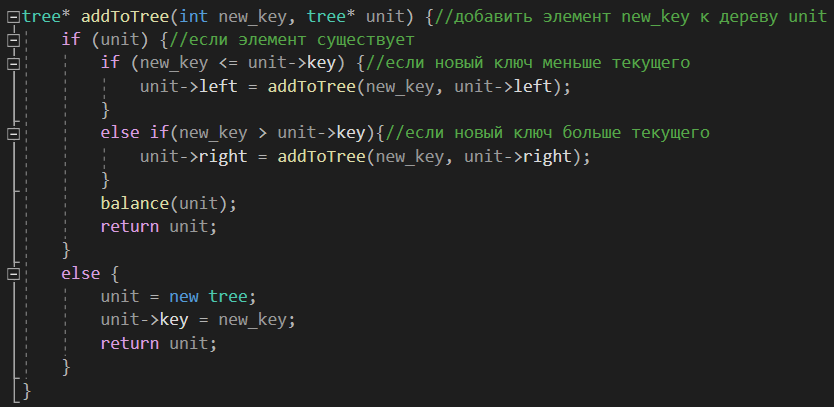 tree* addToTree(int new_key, tree* unit) {//добавить элемент new_key к дереву unit
    if (unit) {//если элемент существует
        if (new_key <= unit->key) {//если новый ключ меньше текущего
            unit->left = addToTree(new_key, unit->left);
        }
        else if(new_key > unit->key){//если новый ключ больше текущего
            unit->right = addToTree(new_key, unit->right);
        }
        balance(unit);
        return unit;
    }
    else {
        unit = new tree;
        unit->key = new_key;
        return unit;
    }
}